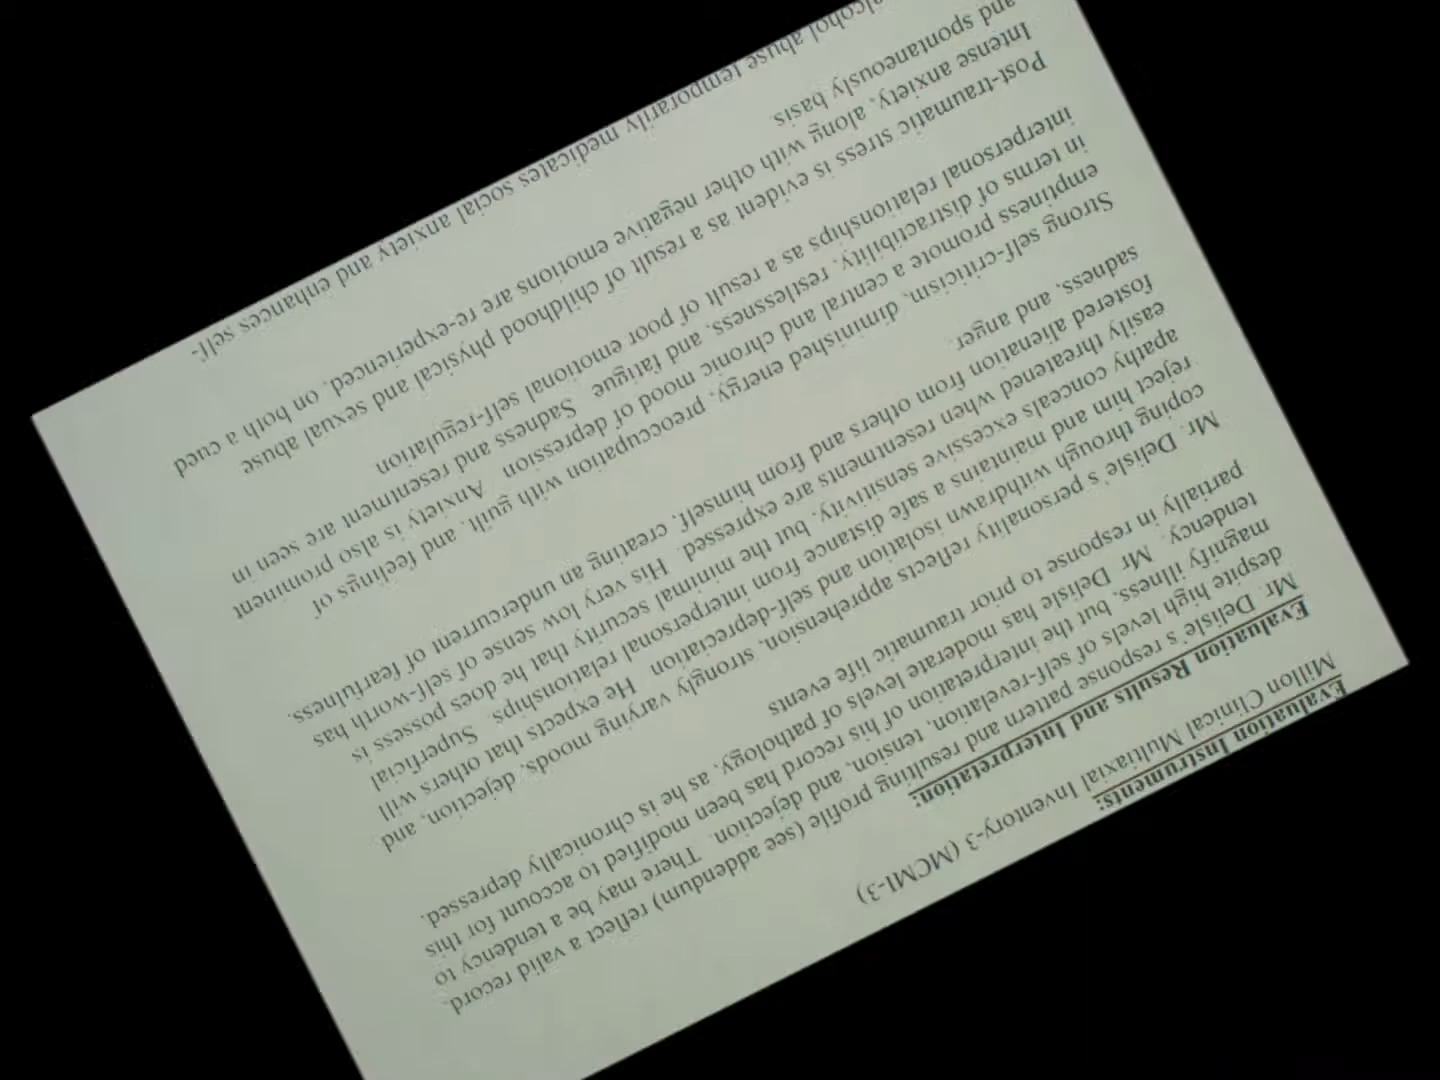 Evaluation Instruments:
Millon Clinical Multiaxial Inventory-3 (MCMI-3)
Evaluation Results and Interpretation:
Mr. Delisle's response pattern and resulting profile (see addendum) reflect a valid record
despite high levels of self-revelation, tension, and dejection. There may be a tendency to
magnify illness, but the interpretation of his record has been modified to account for this
tendency. Mr. Delisle has moderate levels of pathology, as he is chronically depressed,
partially in response to prior traumatic life events
Mr. Delisle's personality reflects apprehension, strongly varying moods, dejection, and
coping through withdrawn isolation and self-depreciation. He expects that others will
reject him and maintains a safe distance from interpersonal relationships. Superficial
apathy conceals excessive sensitivity, but the minimal security that he does possess is
easily threatened when resentments are expressed. His very low sense of self-worth has
fostered alienation from others and from himself, creating an undercurrent of fearfulness,
sadness, and anger.
Strong self-criticism, diminished energy, preoccupation with guilt, and feelings of
emptiness promote a central and chronic mood of depression. Anxiety is also prominent
in terms of distractibility, restlessness, and fatigue. Sadness and resentment are seen in
interpersonal relationships as a result of poor emotional self-regulation
Post-traumatic stress is evident as a result of childhood physical and sexual abuse
Intense anxiety, along with other negative emotions are re-experienced, on both a cued
and spontaneously basis.
alcohol abuse temporarily medicates social anxiety and enhances self-